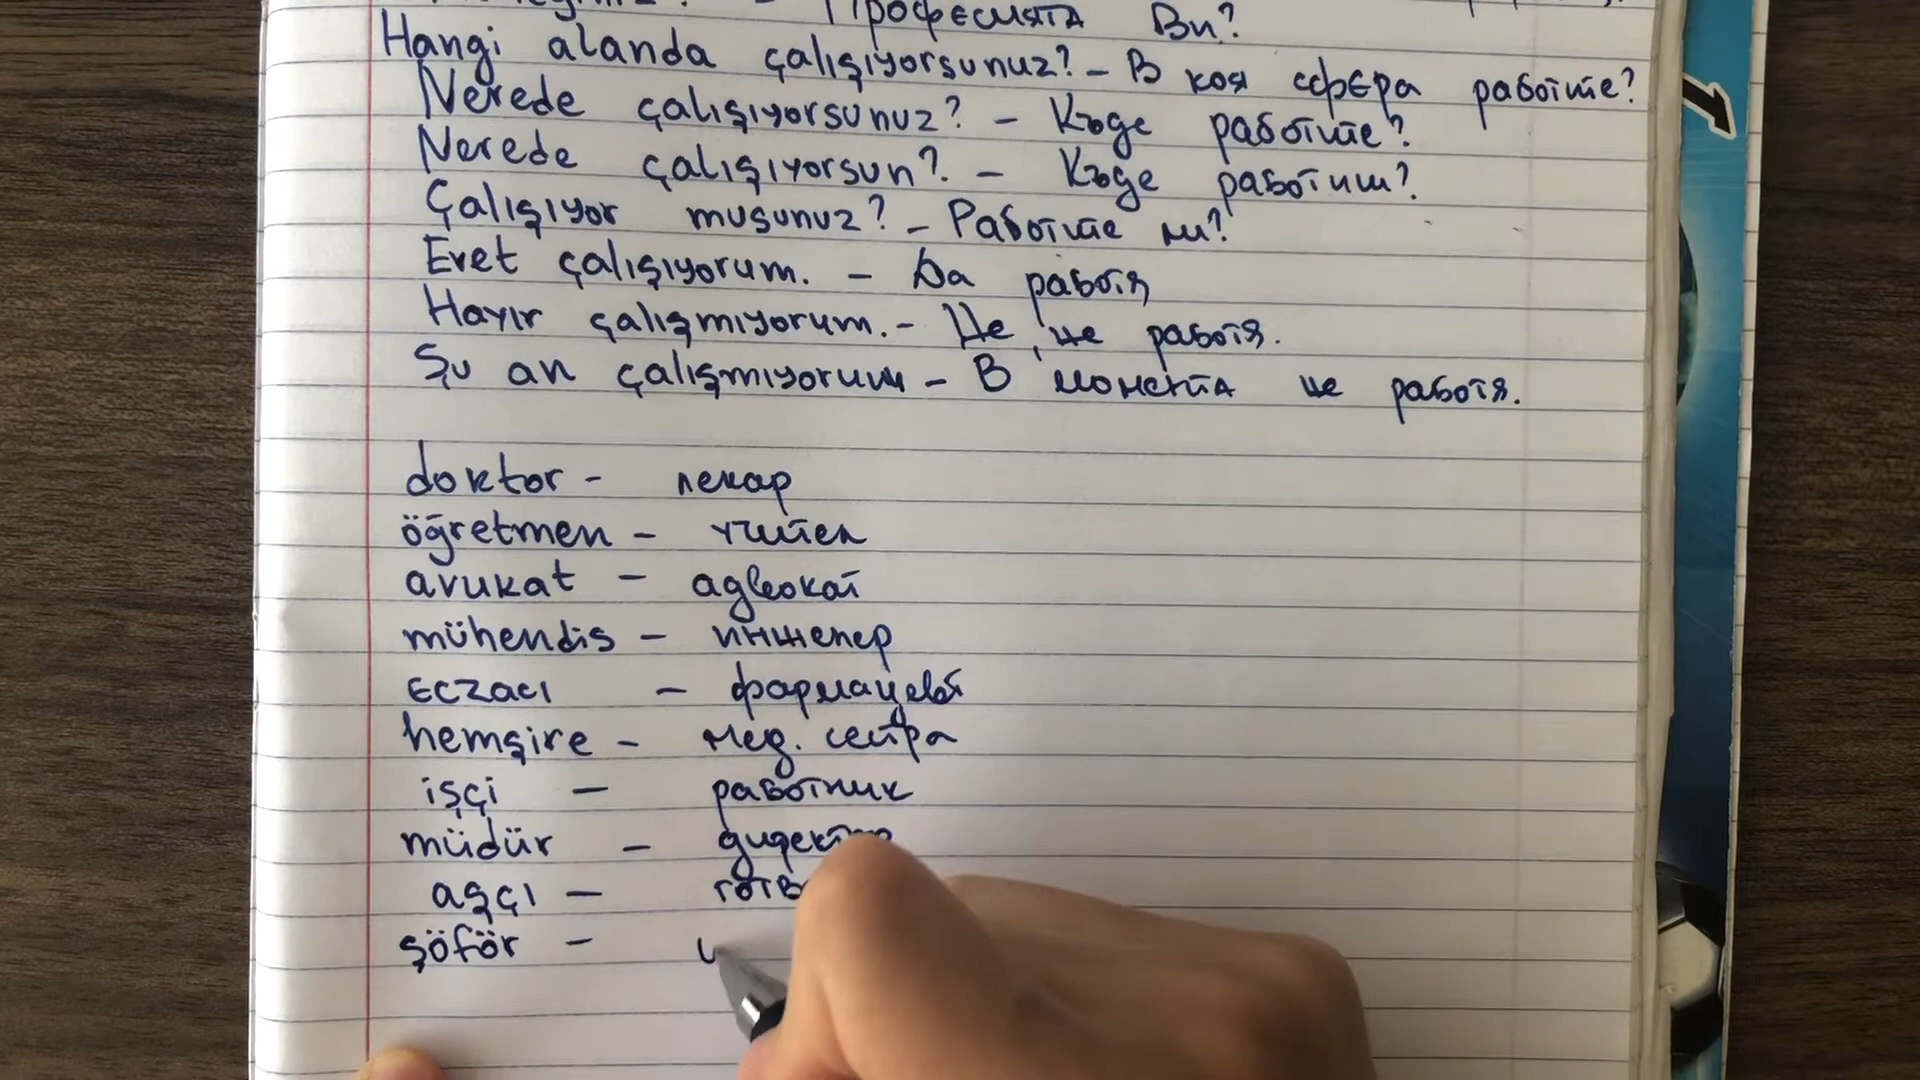 Професията Ви?
Hangi alanda çalışıyorsunuz? - В коя сфера работите?
Nerede çalışıyorsunuz? - Къде работите?
Nerede çalışıyorsun? - Къде работиш?
Çalışıyor musunuz? - Работите ли?
Evet çalışıyorum. - Да работя
Hayır çalışmıyorum. - Не, не работя.
Şu an çalışmıyorum - В момента не работя.
doktor - лекар
öğretmen - учител
avukat - адвокат
mühendis - инженер
eczacı - фармацевт
hemşire - мед. сестра
işçi - работник
müdür - директор
aşçı - готв
şöför -